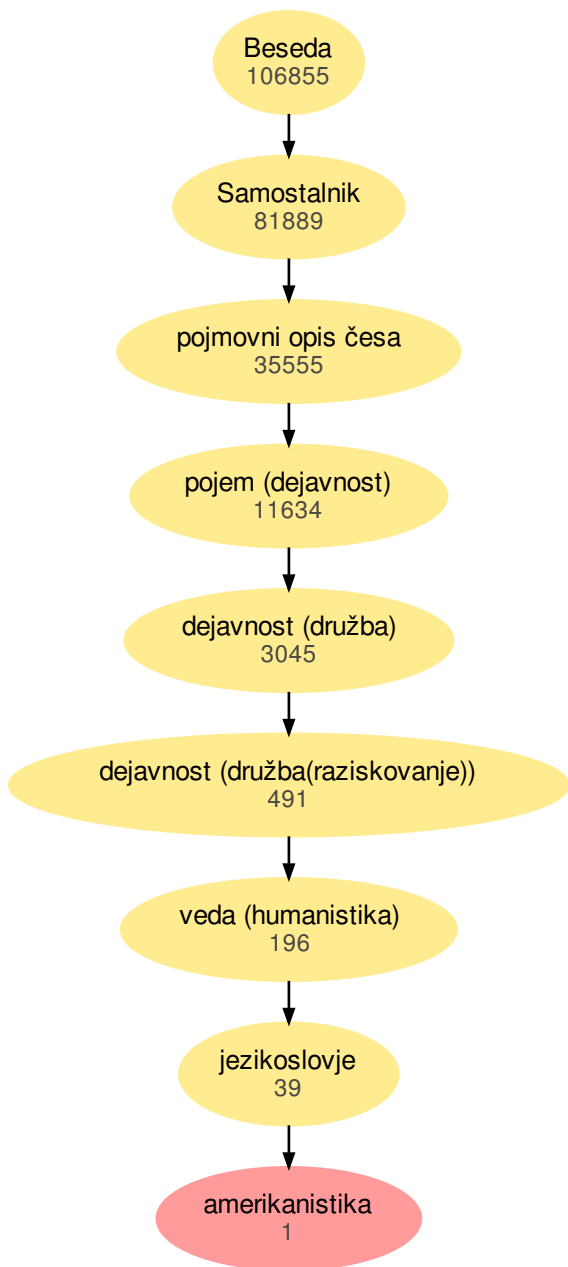 Beseda
106855
Samostalnik
81889
pojmovni opis česa
35555
pojem (dejavnost)
11634
dejavnost (družba)
3045
dejavnost (družba(raziskovanje))
491
veda (humanistika)
196
jezikoslovje
39
amerikanistika
1